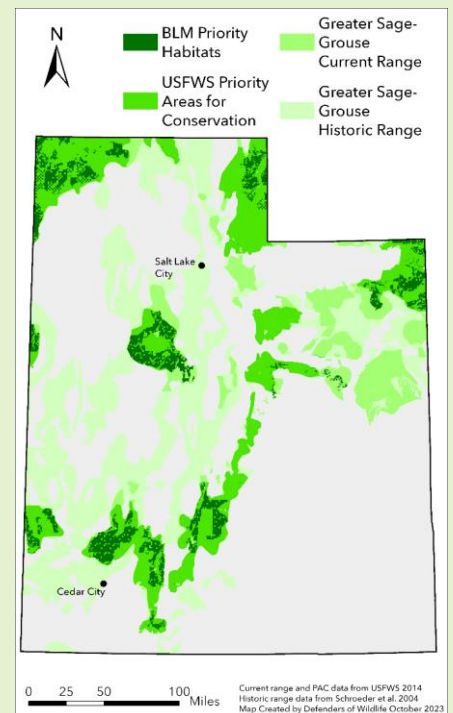 N
BLM Priority
Habitats
USFWS Priority
Areas for
Conservation
Greater Sage-
Grouse
Current Range
Greater Sage-
Grouse
Historic Range
Salt Lake
City
Cedar City
0 25 50 100 Miles
Current range and PAC data from USFWS 2014
Historic range data from Schroeder et al. 2004
Map Created by Defenders of Wildlife October 2023